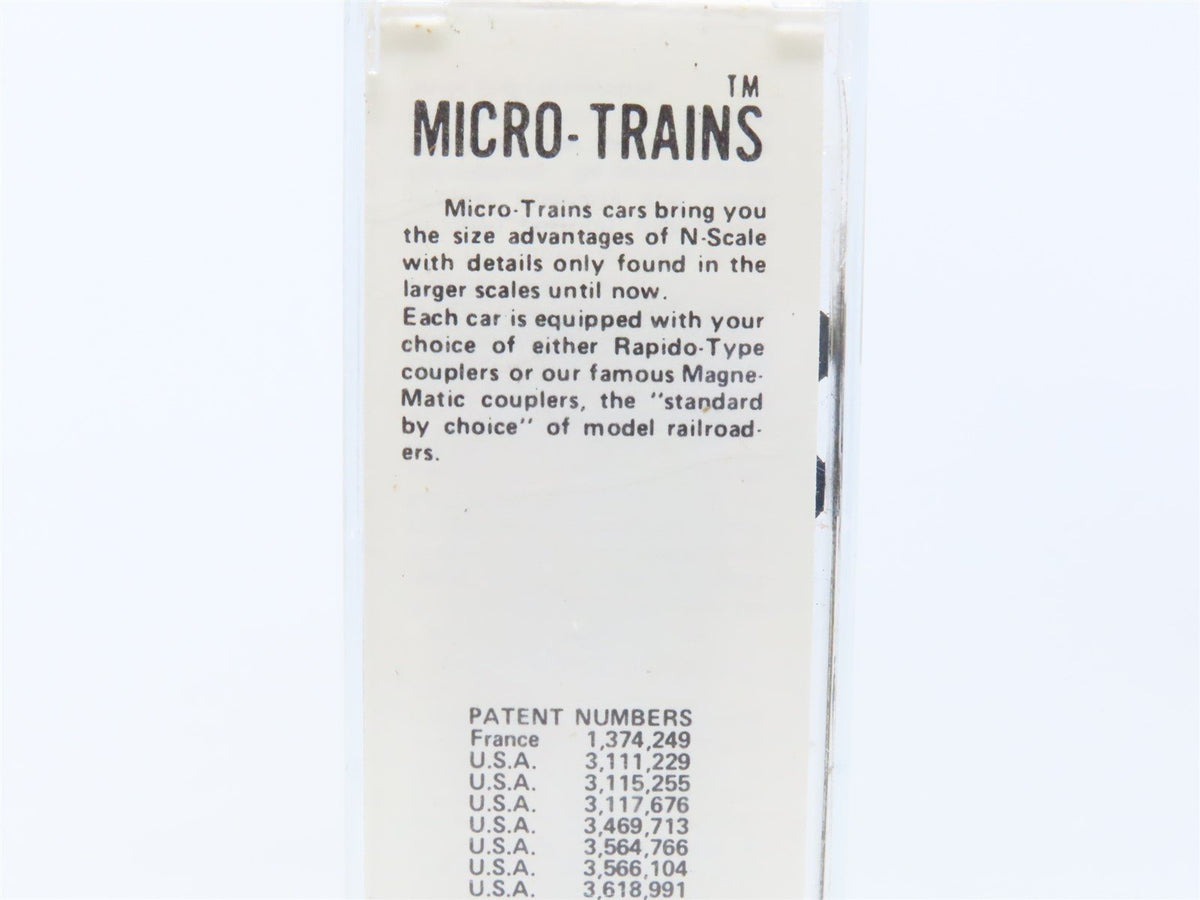 TM
MICRO-TRAINS
Micro-Trains cars bring you
the size advantages of N-Scale
with details only found in the
larger scales until now.
Each car is equipped with your
choice of either Rapido-Type
couplers or our famous Magne-
Matic couplers, the "standard
by choice" of model railroad-
ers.
PATENT NUMBERS
France 1,374,249
U.S.A. 3,111,229
U.S.A. 3,115,255
U.S.A. 3,117,676
U.S.A. 3,469,713
U.S.A. 3,564,766
U.S.A. 3,566,104
U.S.A. 3,618,991